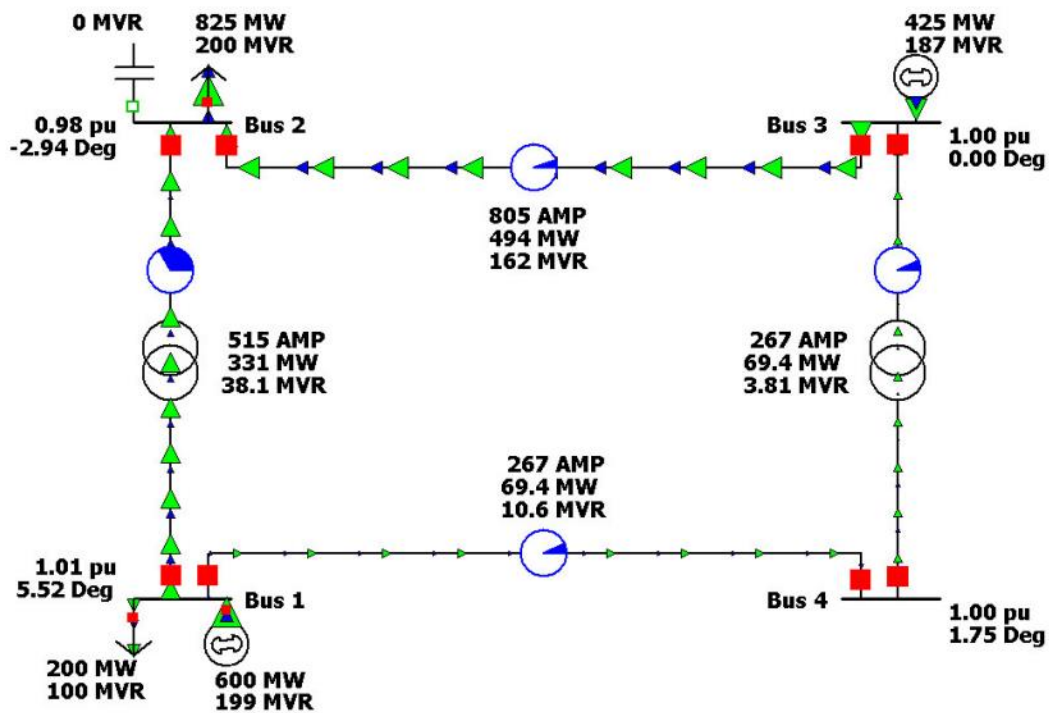 0 MVR
825 MW
200 MVR
425 MW
187 MVR
0.98 pu
-2.94 Deg
Bus 2
Bus 3
1.00 pu
0.00 Deg
805 AMP
494 MW
162 MVR
515 AMP
331 MW
38.1 MVR
267 AMP
69.4 MW
3.81 MVR
267 AMP
69.4 MW
10.6 MVR
1.01 pu
5.52 Deg
Bus 1
Bus 4
1.00 pu
1.75 Deg
200 MW
100 MVR
600 MW
199 MVR